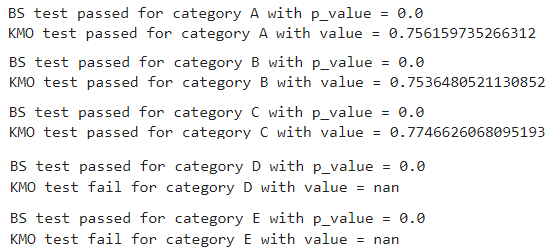 BS test passed for category A with p_value = 0.0
KMO test passed for category A with value = 0.756159735266312
BS test passed for category B with p_value = 0.0
KMO test passed for category B with value = 0.7536480521130852
BS test passed for category C with p_value = 0.0
KMO test passed for category C with value = 0.7746626068095193
BS test passed for category D with p_value = 0.0
KMO test fail for category D with value = nan
BS test passed for category E with p_value = 0.0
KMO test fail for category E with value = nan